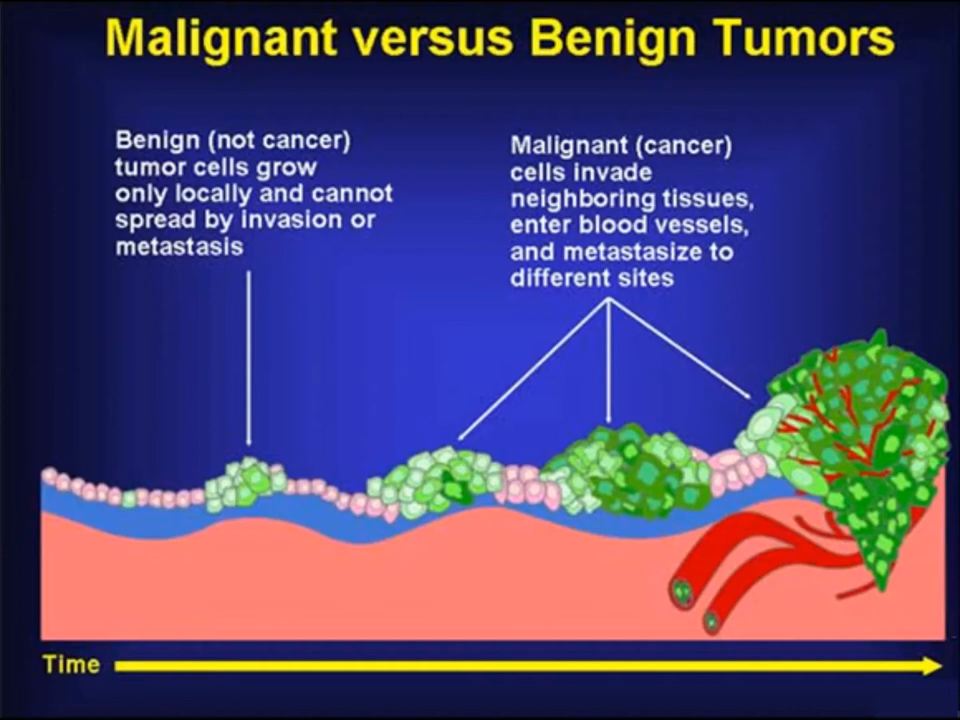 Malignant versus Benign Tumors
Benign (not cancer)
tumor cells grow
only locally and cannot
spread by invasion or
metastasis
Malignant (cancer)
cells invade
neighboring tissues,
enter blood vessels,
and metastasize to
different sites
Time